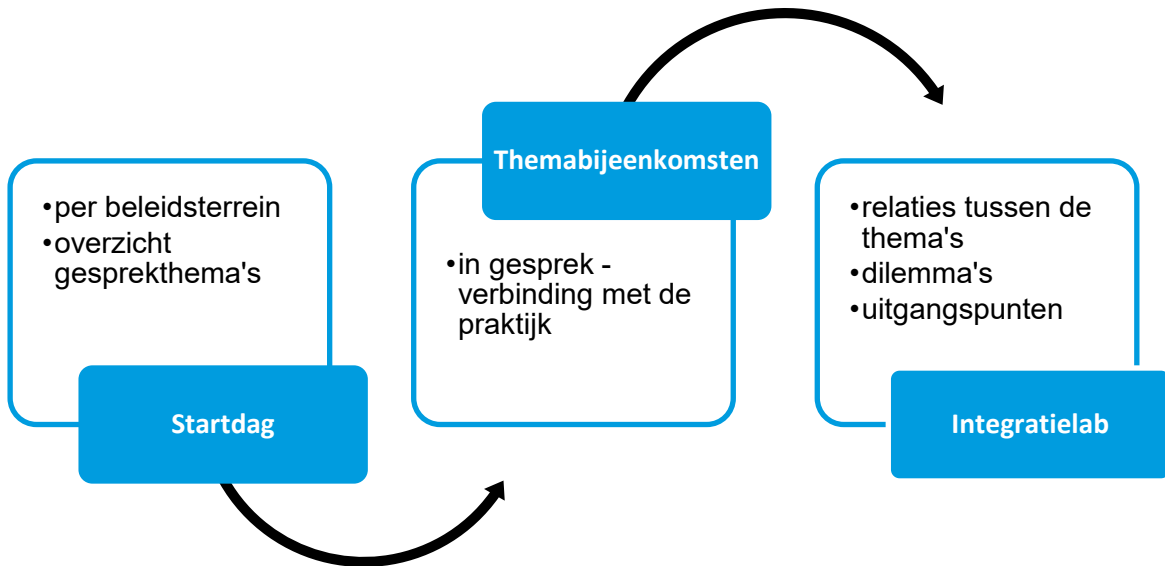 •per beleidsterrein
•overzicht
gesprekthema's
Startdag
Themabijeenkomsten
•in gesprek -
verbinding met de
praktijk
•relaties tussen de
thema's
•dilemma's
•uitgangspunten
Integratielab